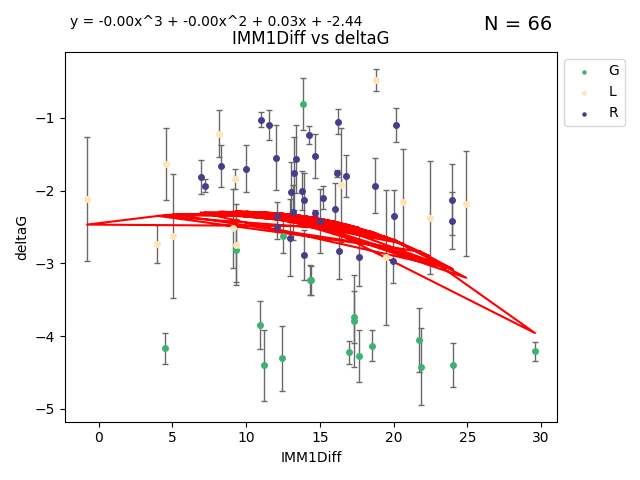 y = -0.00x^3 + -0.00x^2 + 0.03x + -2.44
N = 66
IMM1Diff vs deltaG
G
L
R
−1
−2
−3
−4
−5
deltaG
0 5 10 15 20 25 30
IMM1Diff